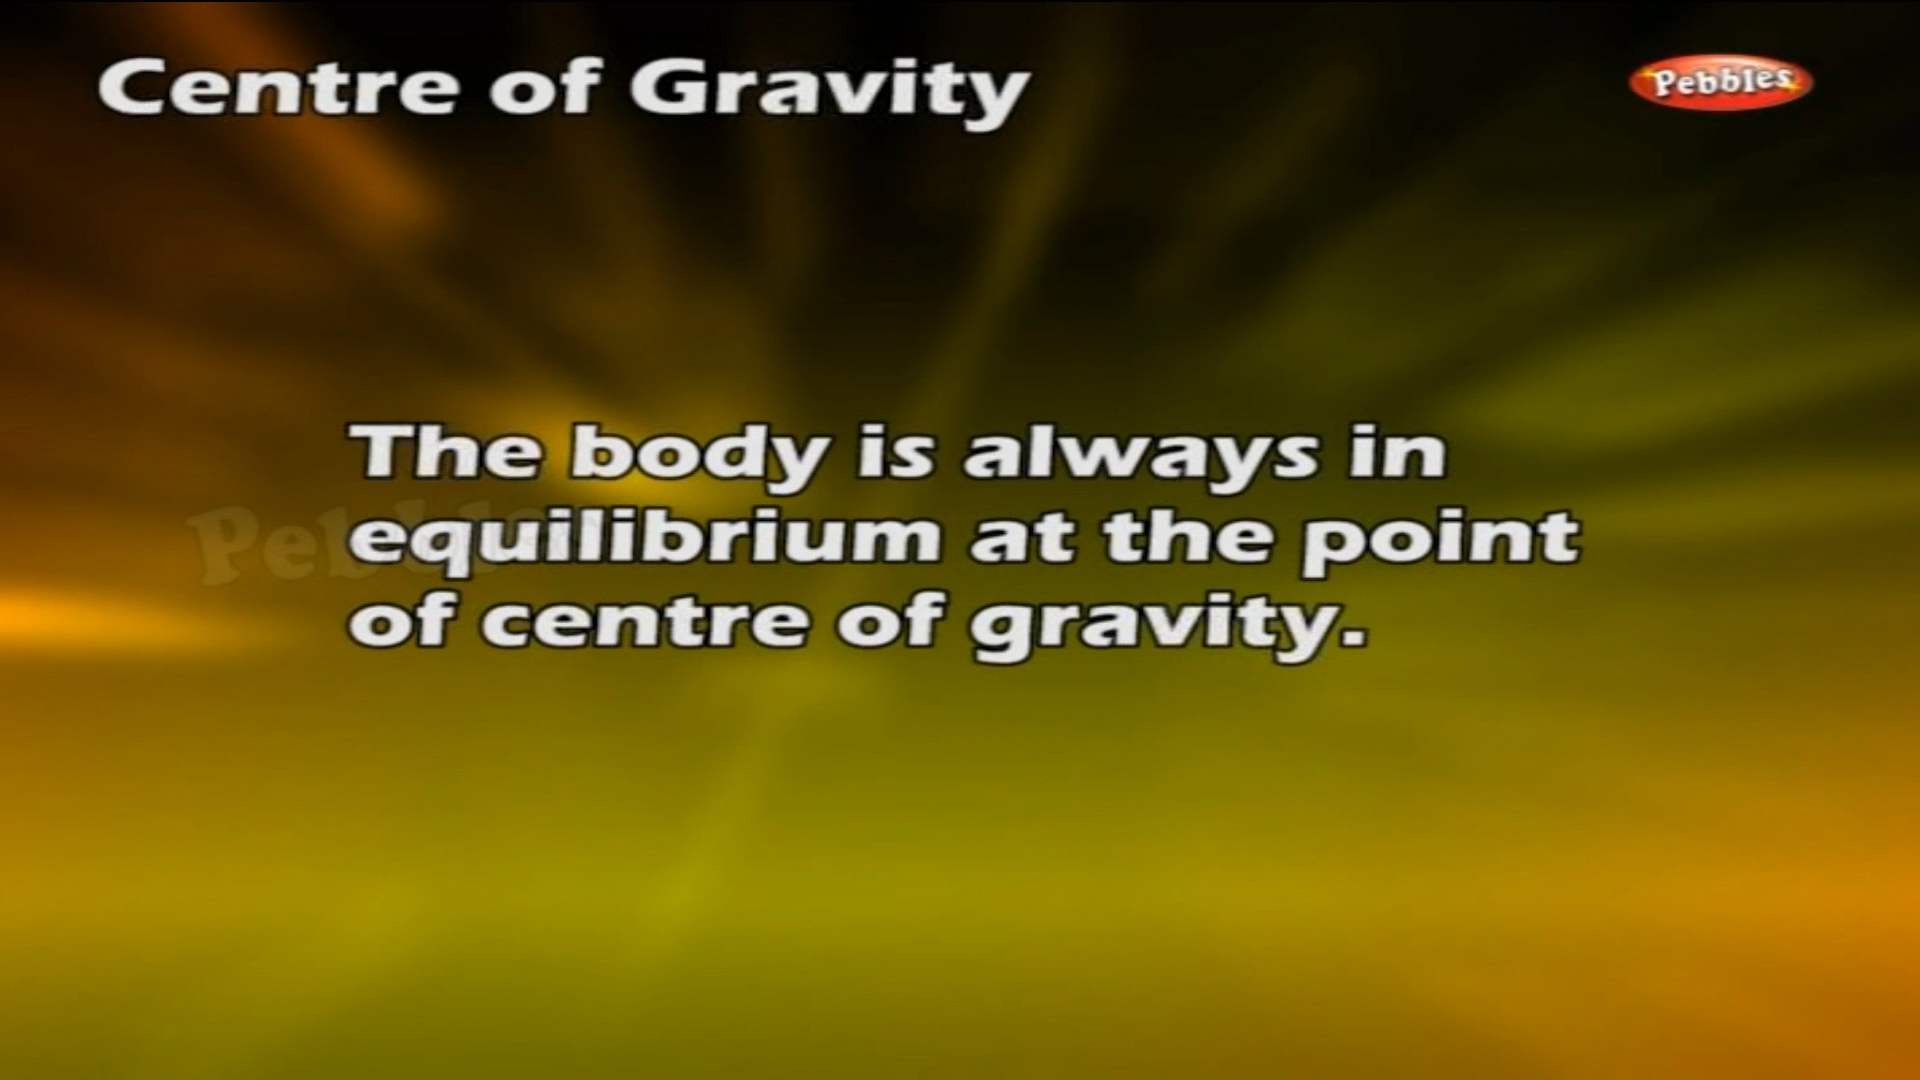 Centre of Gravity
Pebbles
The body is always in
equilibrium at the point
of centre of gravity.